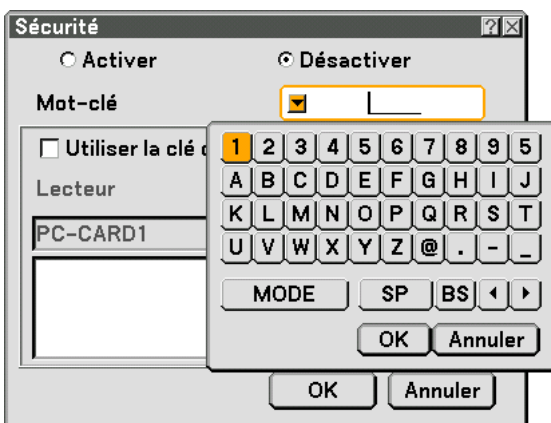 Sécurité
Activer Désactiver
Mot-clé
Utiliser la clé
1 2 3 4 5 6 7 8 9 5
A B C D E F G H I J
Lecteur
K L M N O P Q R S T
PC-CARD1
U V W X Y Z @ . - _
MODE SP BS
OK Annuler
OK Annuler